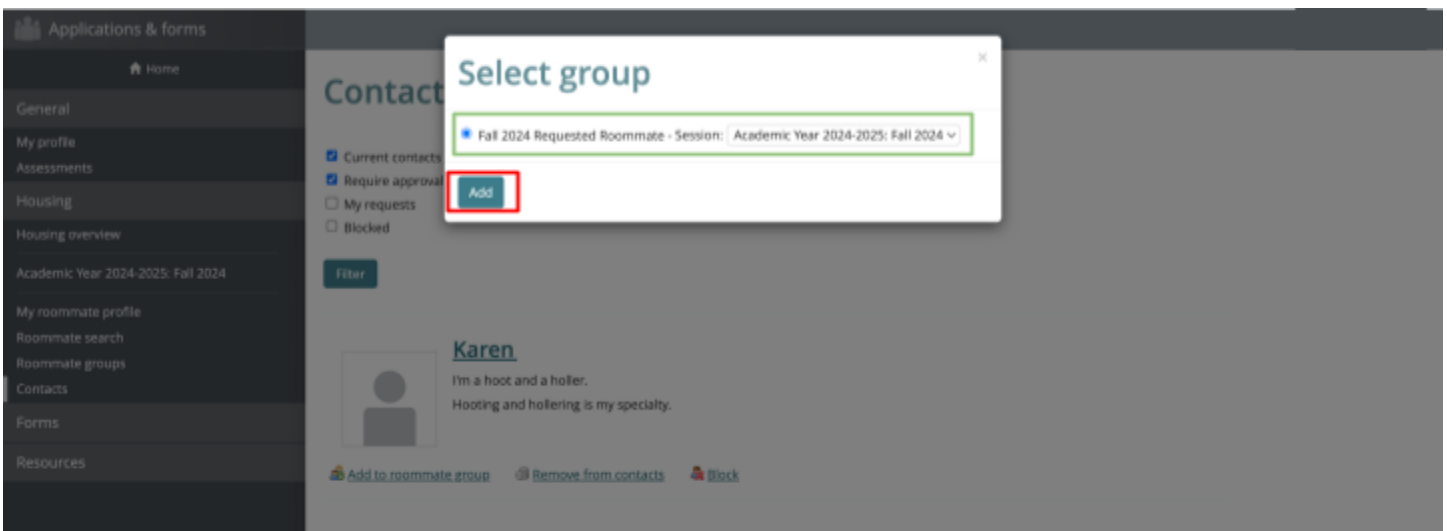 Applications & forms
Home
General
My profile
Assessments
Housing
Housing overview
Academic Year 2024-2025: Fall 2024
My roommate profile
Roommate search
Roommate groups
Contacts
Forms
Resources
Contact
Current contacts
Require approval
My requests
Blocked
Filter
Select group
×
Fall 2024 Requested Roommate - Session: Academic Year 2024-2025: Fall 2024
Add
Karen
I'm a hoot and a holler.
Hooting and hollering is my specialty.
Add to roommate group Remove from contacts Block